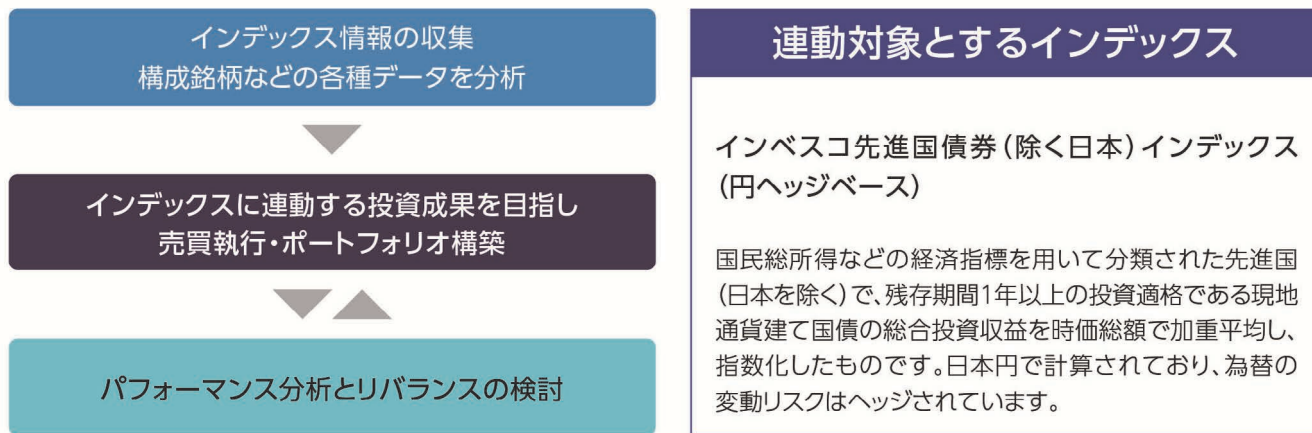 インデックス情報の収集
構成銘柄などの各種データを分析
インデックスに連動する投資成果を目指し
売買執行・ポートフォリオ構築
パフォーマンス分析とリバランスの検討
連動対象とするインデックス
インベスコ先進国債券(除く日本)インデックス
(円ヘッジベース)
国民総所得などの経済指標を用いて分類された先進国
(日本を除く)で、残存期間1年以上の投資適格である現地
通貨建て国債の総合投資収益を時価総額で加重平均し、
指数化したものです。日本円で計算されており、為替の
変動リスクはヘッジされています。